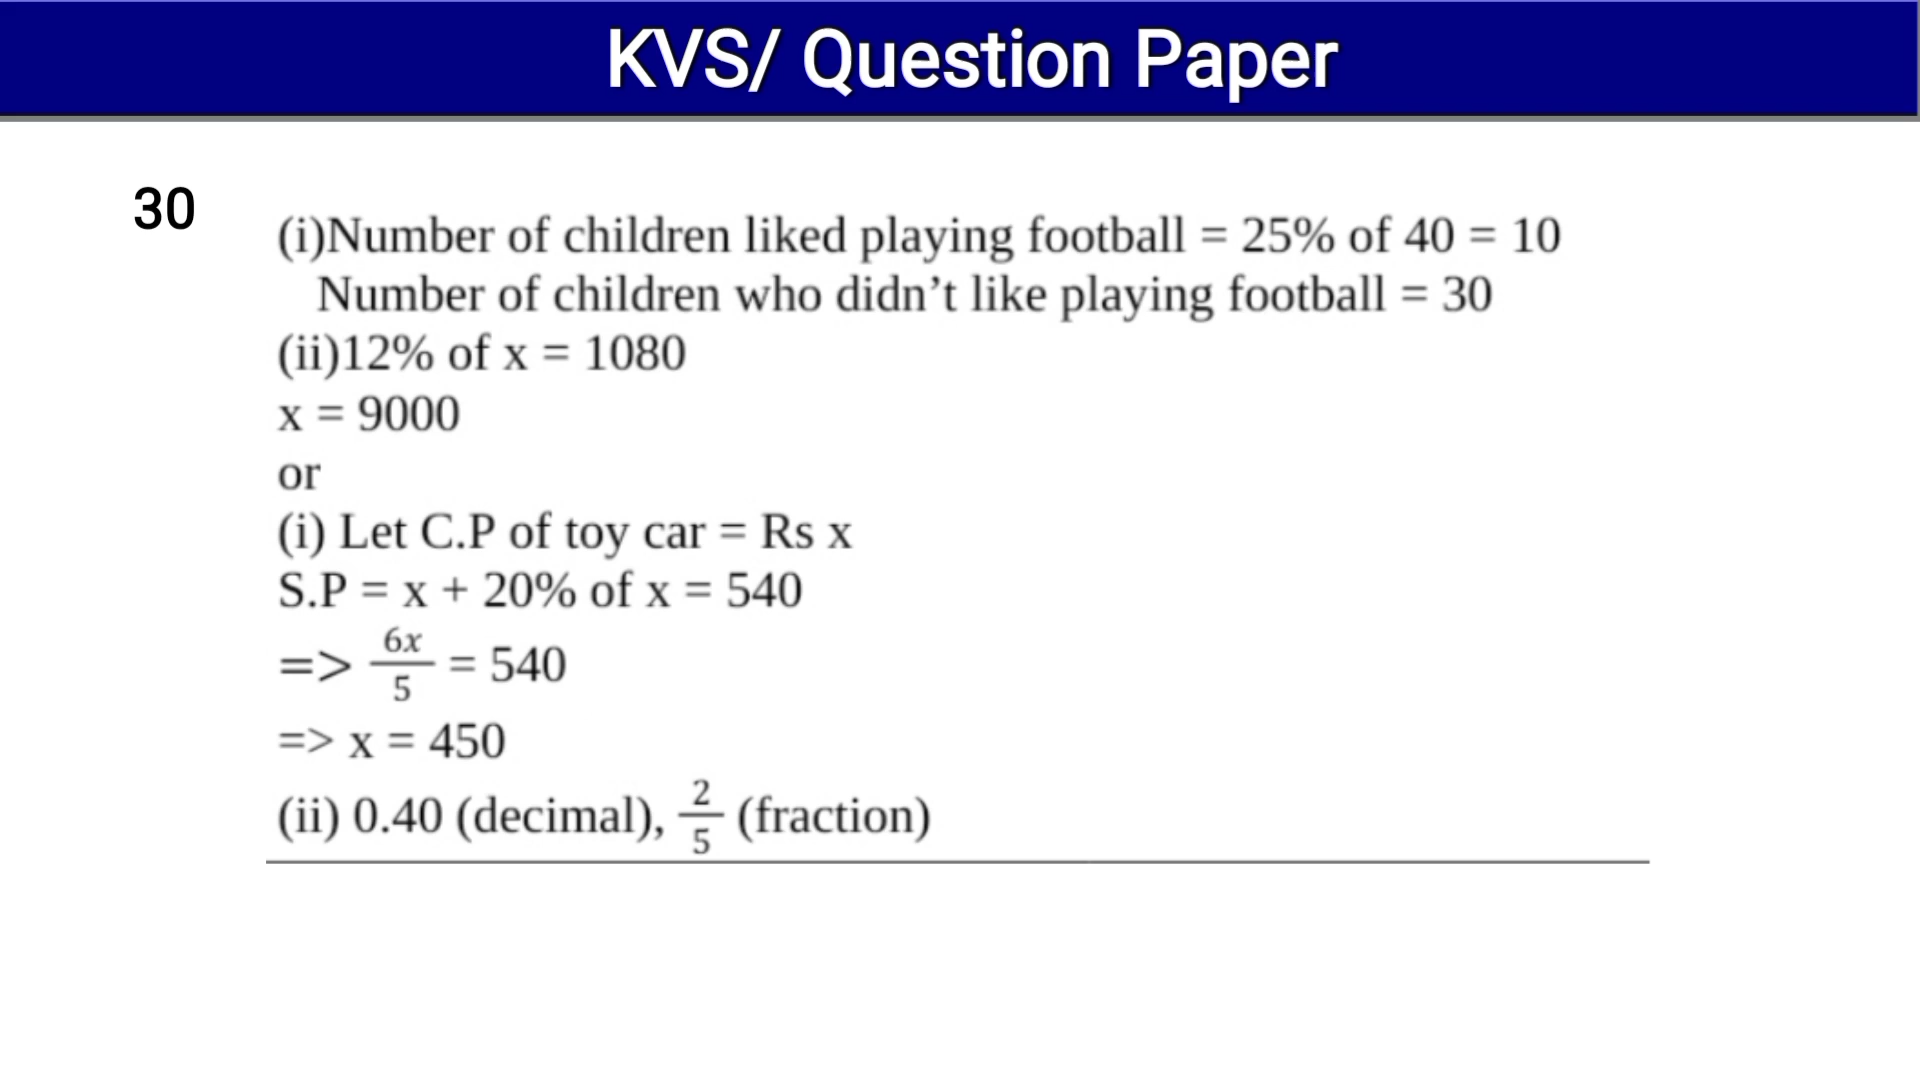 KVS/ Question Paper
30
(i)Number of children liked playing football = 25% of 40 = 10
Number of children who didn’t like playing football = 30
(ii)12% of x = 1080
x = 9000
or
(i) Let C.P of toy car = Rs x
S.P = x + 20% of x = 540
=> 6x/5 = 540
=> x = 450
(ii) 0.40 (decimal), 2/5 (fraction)